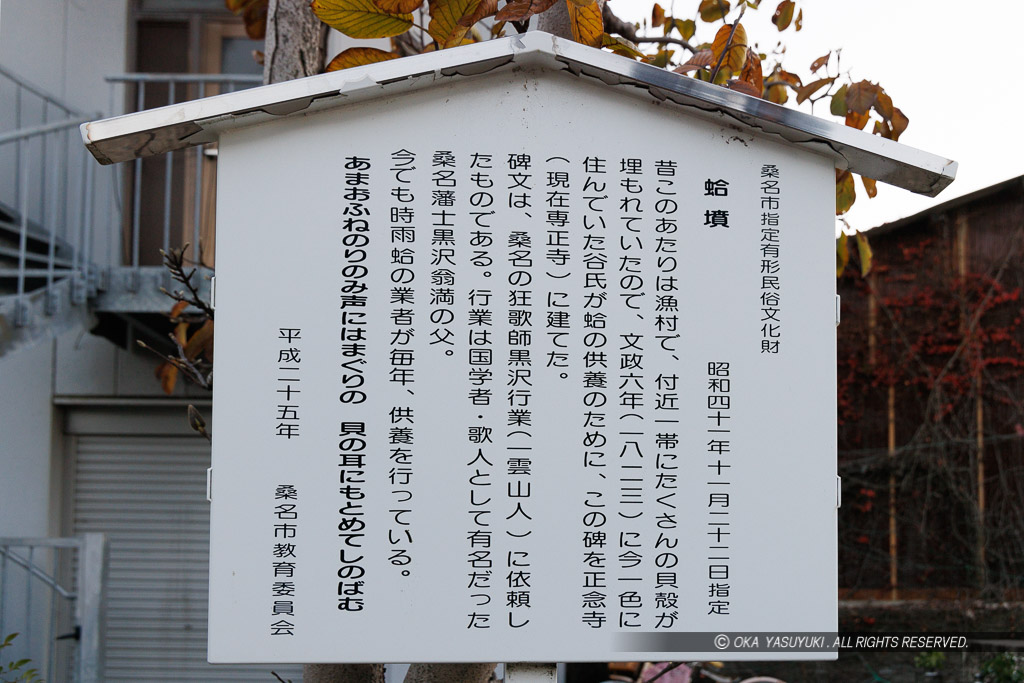 桑名市指定有形民俗文化財
蛤墳　昭和四十一年十一月二十二日指定
昔このあたりは漁村で、付近一帯にたくさんの貝殻が
埋もれていたので、文政六年(一八二三)に今一色に
住んでいた谷氏が蛤の供養のために、この碑を正念寺
(現在専正寺)に建てた。
碑文は、桑名の狂歌師黒沢行業(一雲山人)に依頼し
たものである。行業は国学者・歌人として有名だった
桑名藩士黒沢翁満の父。
今でも時雨蛤の業者が毎年、供養を行っている。
あまおふねのりのみ声にはまぐりの　貝の耳にもとめてしのばむ
平成二十五年　桑名市教育委員会
© OKA YASUYUKI. ALL RIGHTS RESERVED.